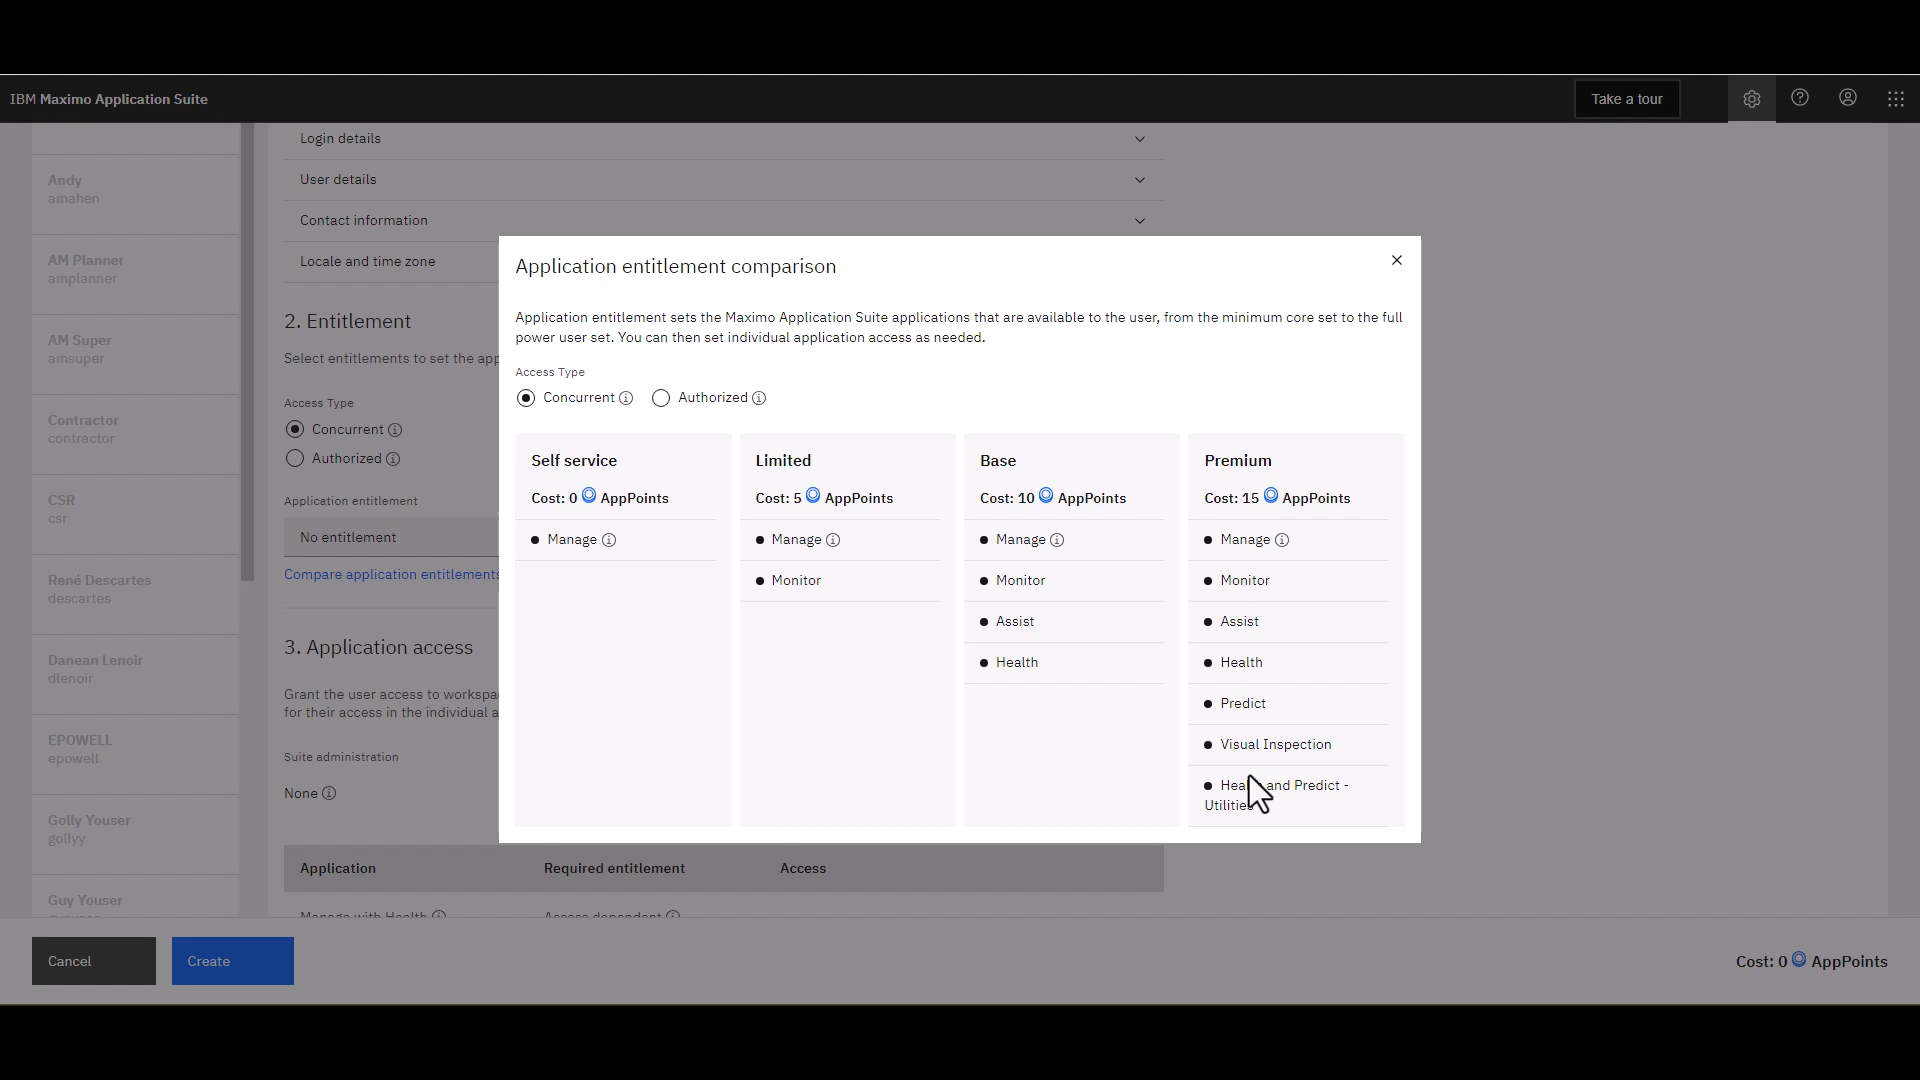 IBM Maximo Application Suite
Take a tour
Andy
amahen
AM Planner
amplanner
AM Super
amsuper
Contractor
contractor
CSR
csr
René Descartes
descartes
Danean Lenoir
dlenoir
EPOWELL
epowell
Golly Youser
gollyy
Guy Youser
Login details
User details
Contact information
Locale and time zone
2. Entitlement
Select entitlements to set the app
Access Type
Concurrent
Authorized
Application entitlement
No entitlement
Compare application entitlements
3. Application access
Grant the user access to workspa
for their access in the individual a
Suite administration
None
Application Required entitlement Access
Manage with Health Access dependent
Application entitlement comparison
Application entitlement sets the Maximo Application Suite applications that are available to the user, from the minimum core set to the full
power user set. You can then set individual application access as needed.
Access Type
Concurrent Authorized
Self service
Cost: 0 AppPoints
Manage
Limited
Cost: 5 AppPoints
Manage
Monitor
Base
Cost: 10 AppPoints
Manage
Monitor
Assist
Health
Premium
Cost: 15 AppPoints
Manage
Monitor
Assist
Health
Predict
Visual Inspection
Health and Predict -
Utilities
Cancel
Create
Cost: 0 AppPoints